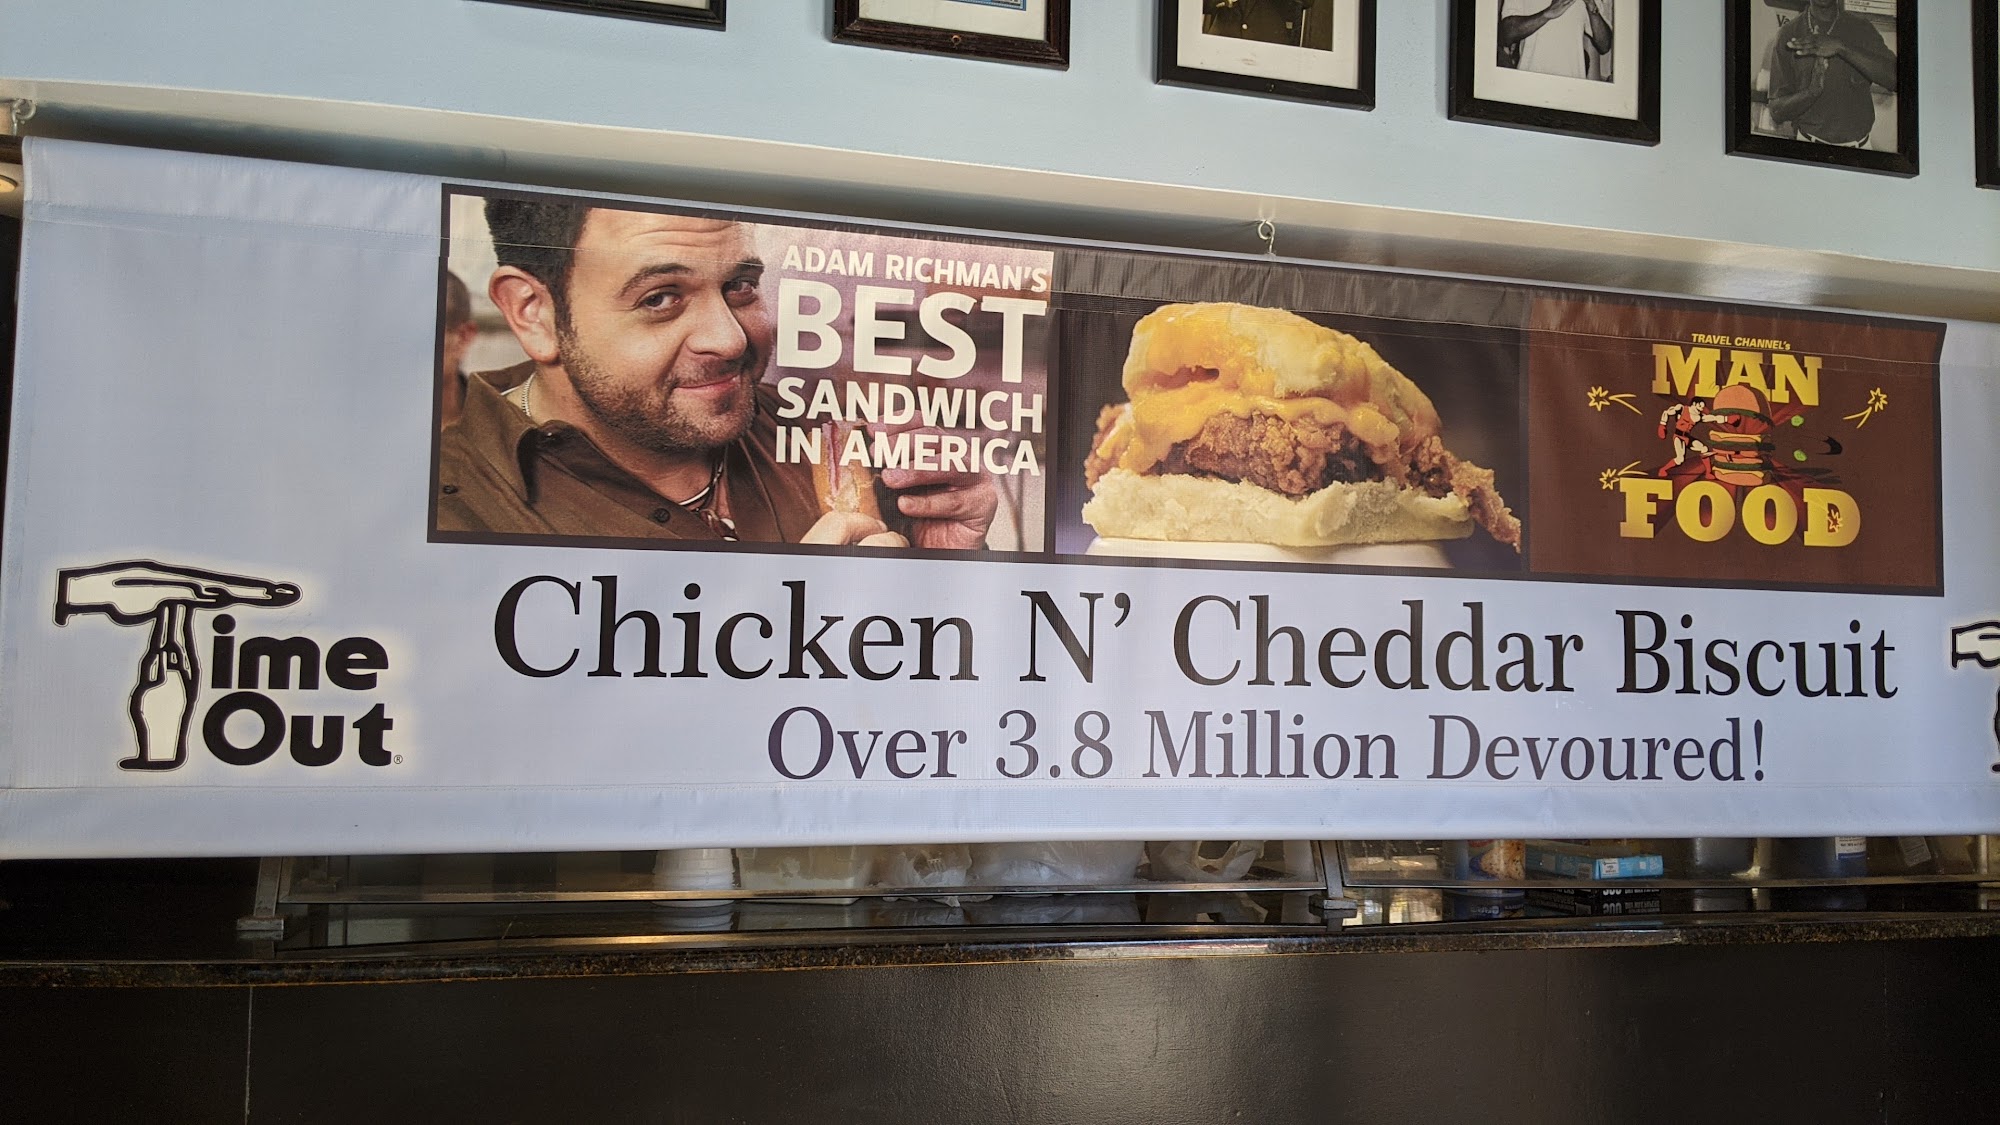 ADAM RICHMAN'S
BEST
SANDWICH
IN AMERICA
TRAVEL CHANNEL's
MAN
FOOD
Time
Out®
Chicken N' Cheddar Biscuit
Over 3.8 Million Devoured!